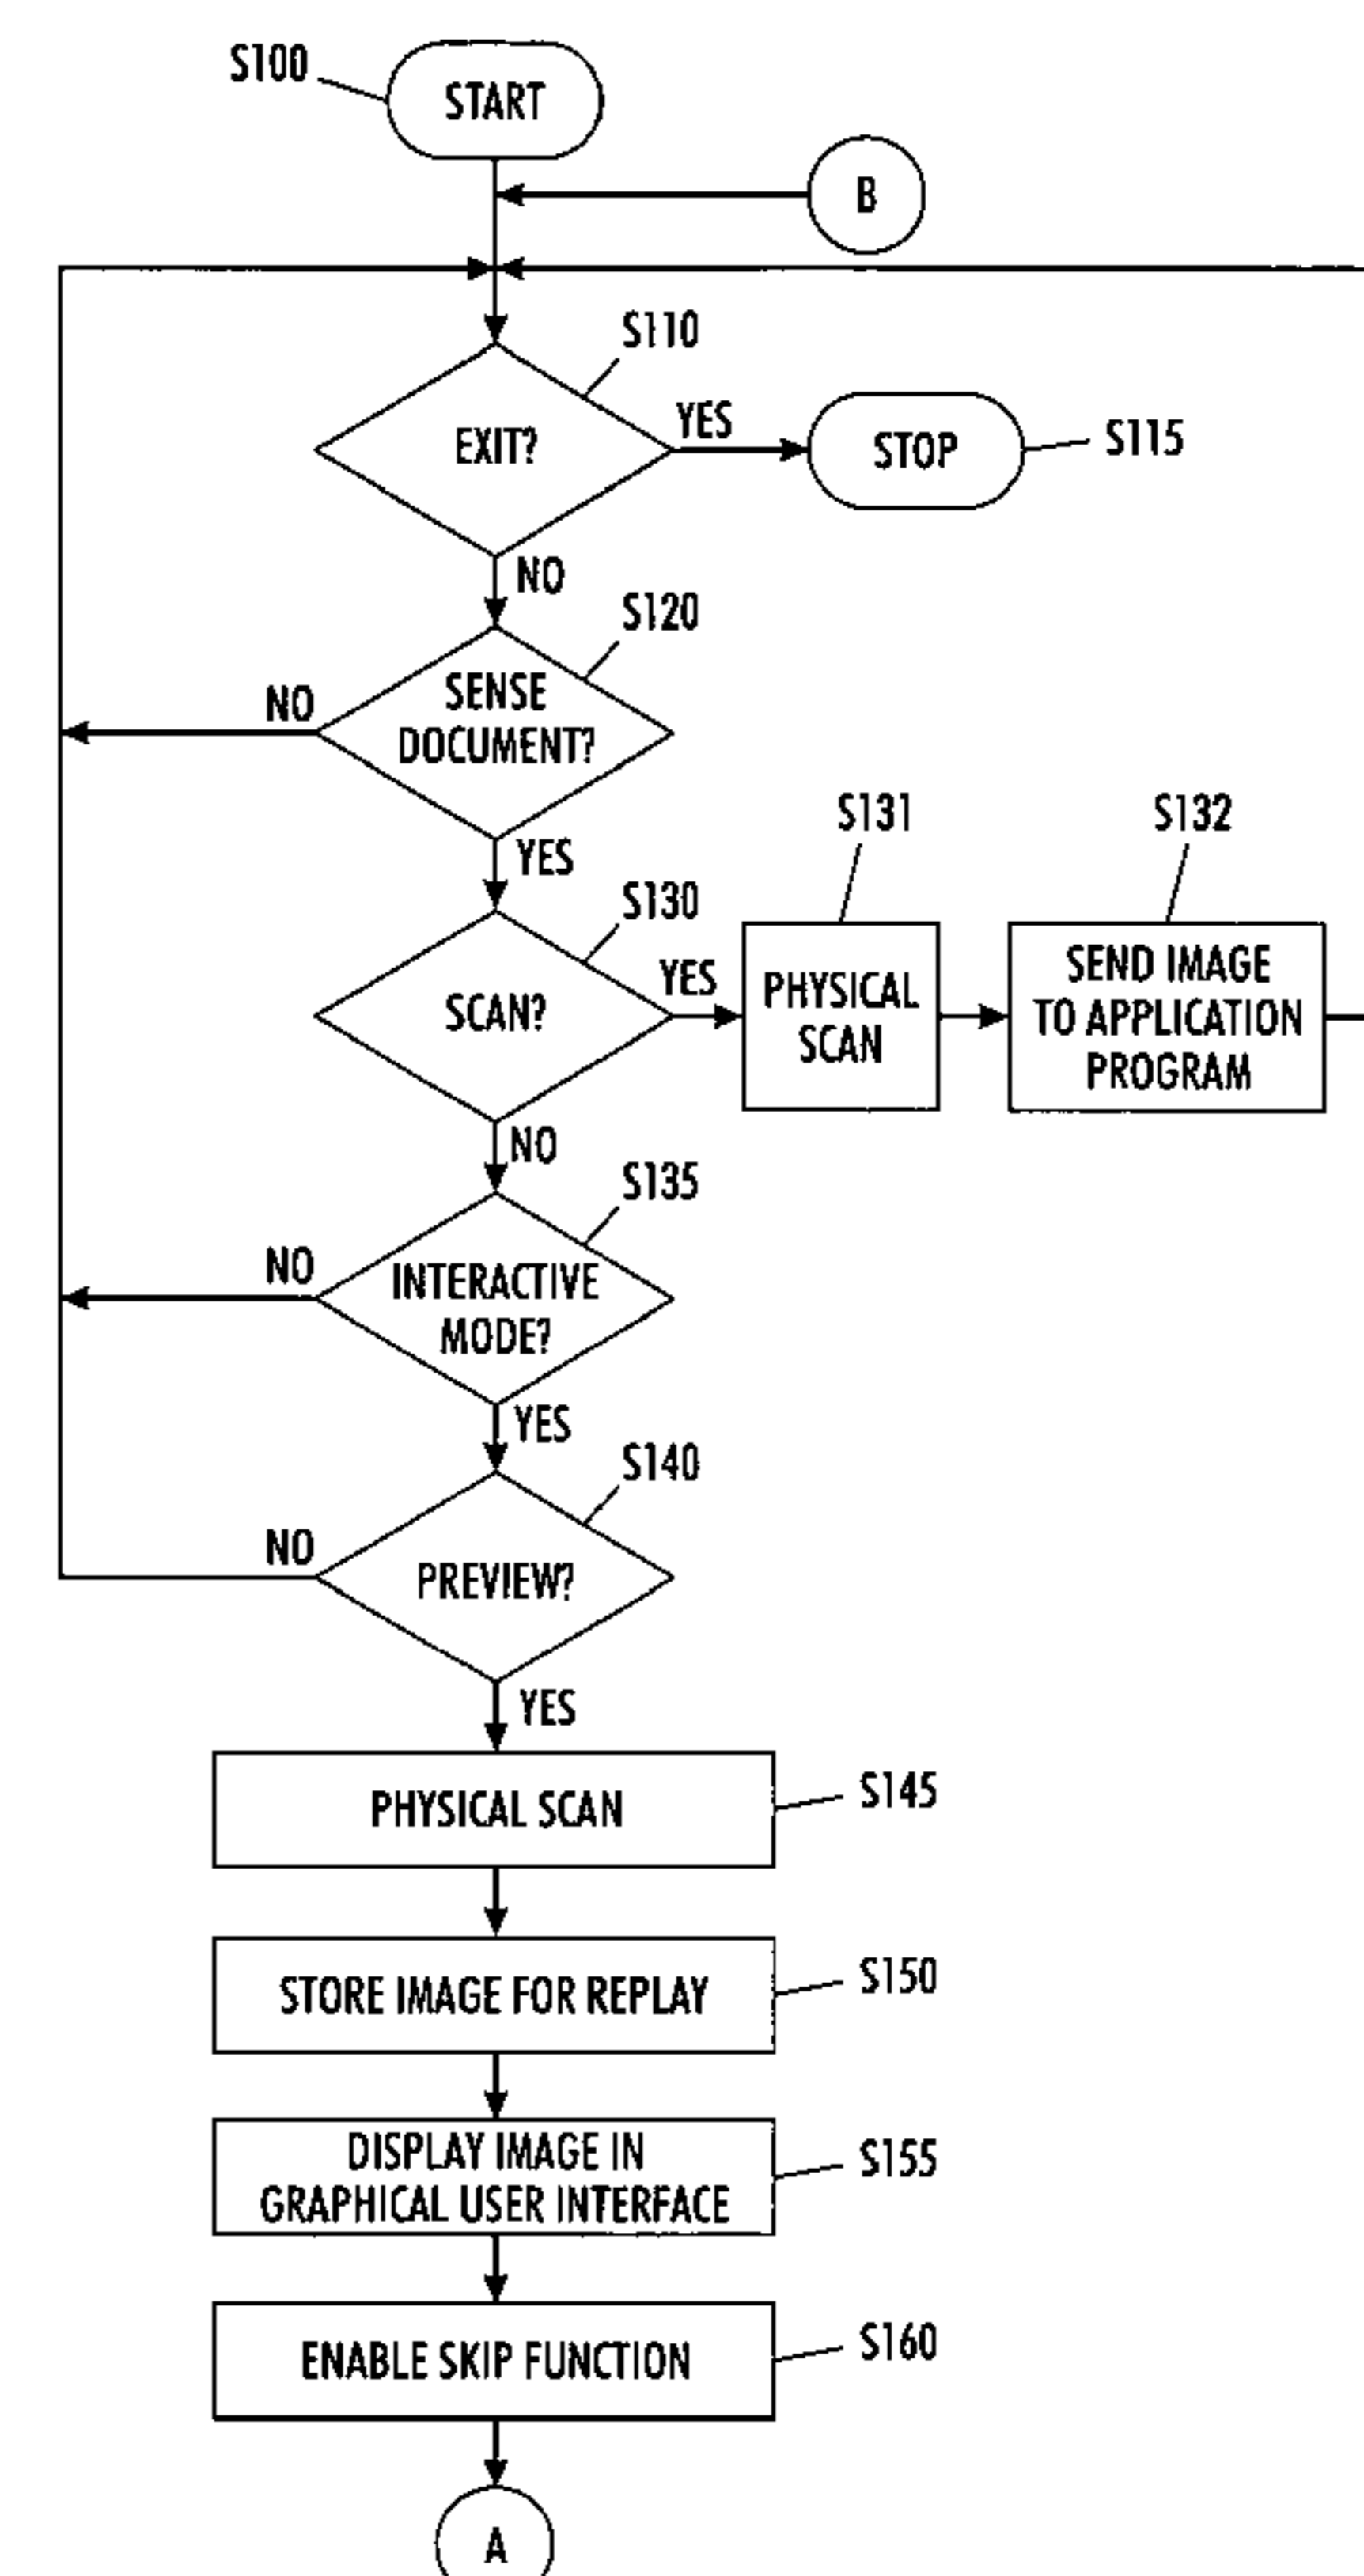 S100
START
B
S110
EXIT?
YES
STOP
S115
NO
S120
SENSE
DOCUMENT?
NO
YES
S130
SCAN?
YES
S131
PHYSICAL
SCAN
S132
SEND IMAGE
TO APPLICATION
PROGRAM
NO
S135
INTERACTIVE
MODE?
NO
YES
S140
PREVIEW?
NO
YES
PHYSICAL SCAN
S145
STORE IMAGE FOR REPLAY
S150
DISPLAY IMAGE IN
GRAPHICAL USER INTERFACE
S155
ENABLE SKIP FUNCTION
S160
A